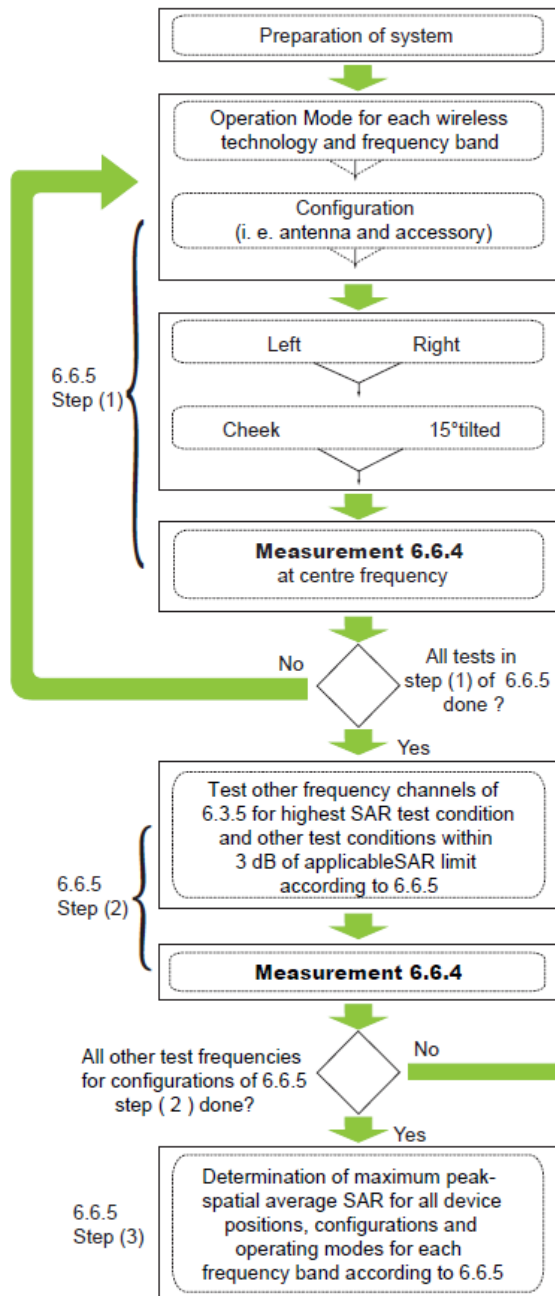 Preparation of system
Operation Mode for each wireless
technology and frequency band
Configuration
(i. e. antenna and accessory)
6.6.5
Step (1)
Left Right
Cheek 15°tilted
Measurement 6.6.4
at centre frequency
No
All tests in
step (1) of 6.6.5
done ?
Yes
Test other frequency channels of
6.3.5 for highest SAR test condition
and other test conditions within
3 dB of applicableSAR limit
according to 6.6.5
6.6.5
Step (2)
Measurement 6.6.4
All other test frequencies
for configurations of 6.6.5
step ( 2 ) done?
No
Yes
6.6.5
Step (3)
Determination of maximum peak-
spatial average SAR for all device
positions, configurations and
operating modes for each
frequency band according to 6.6.5